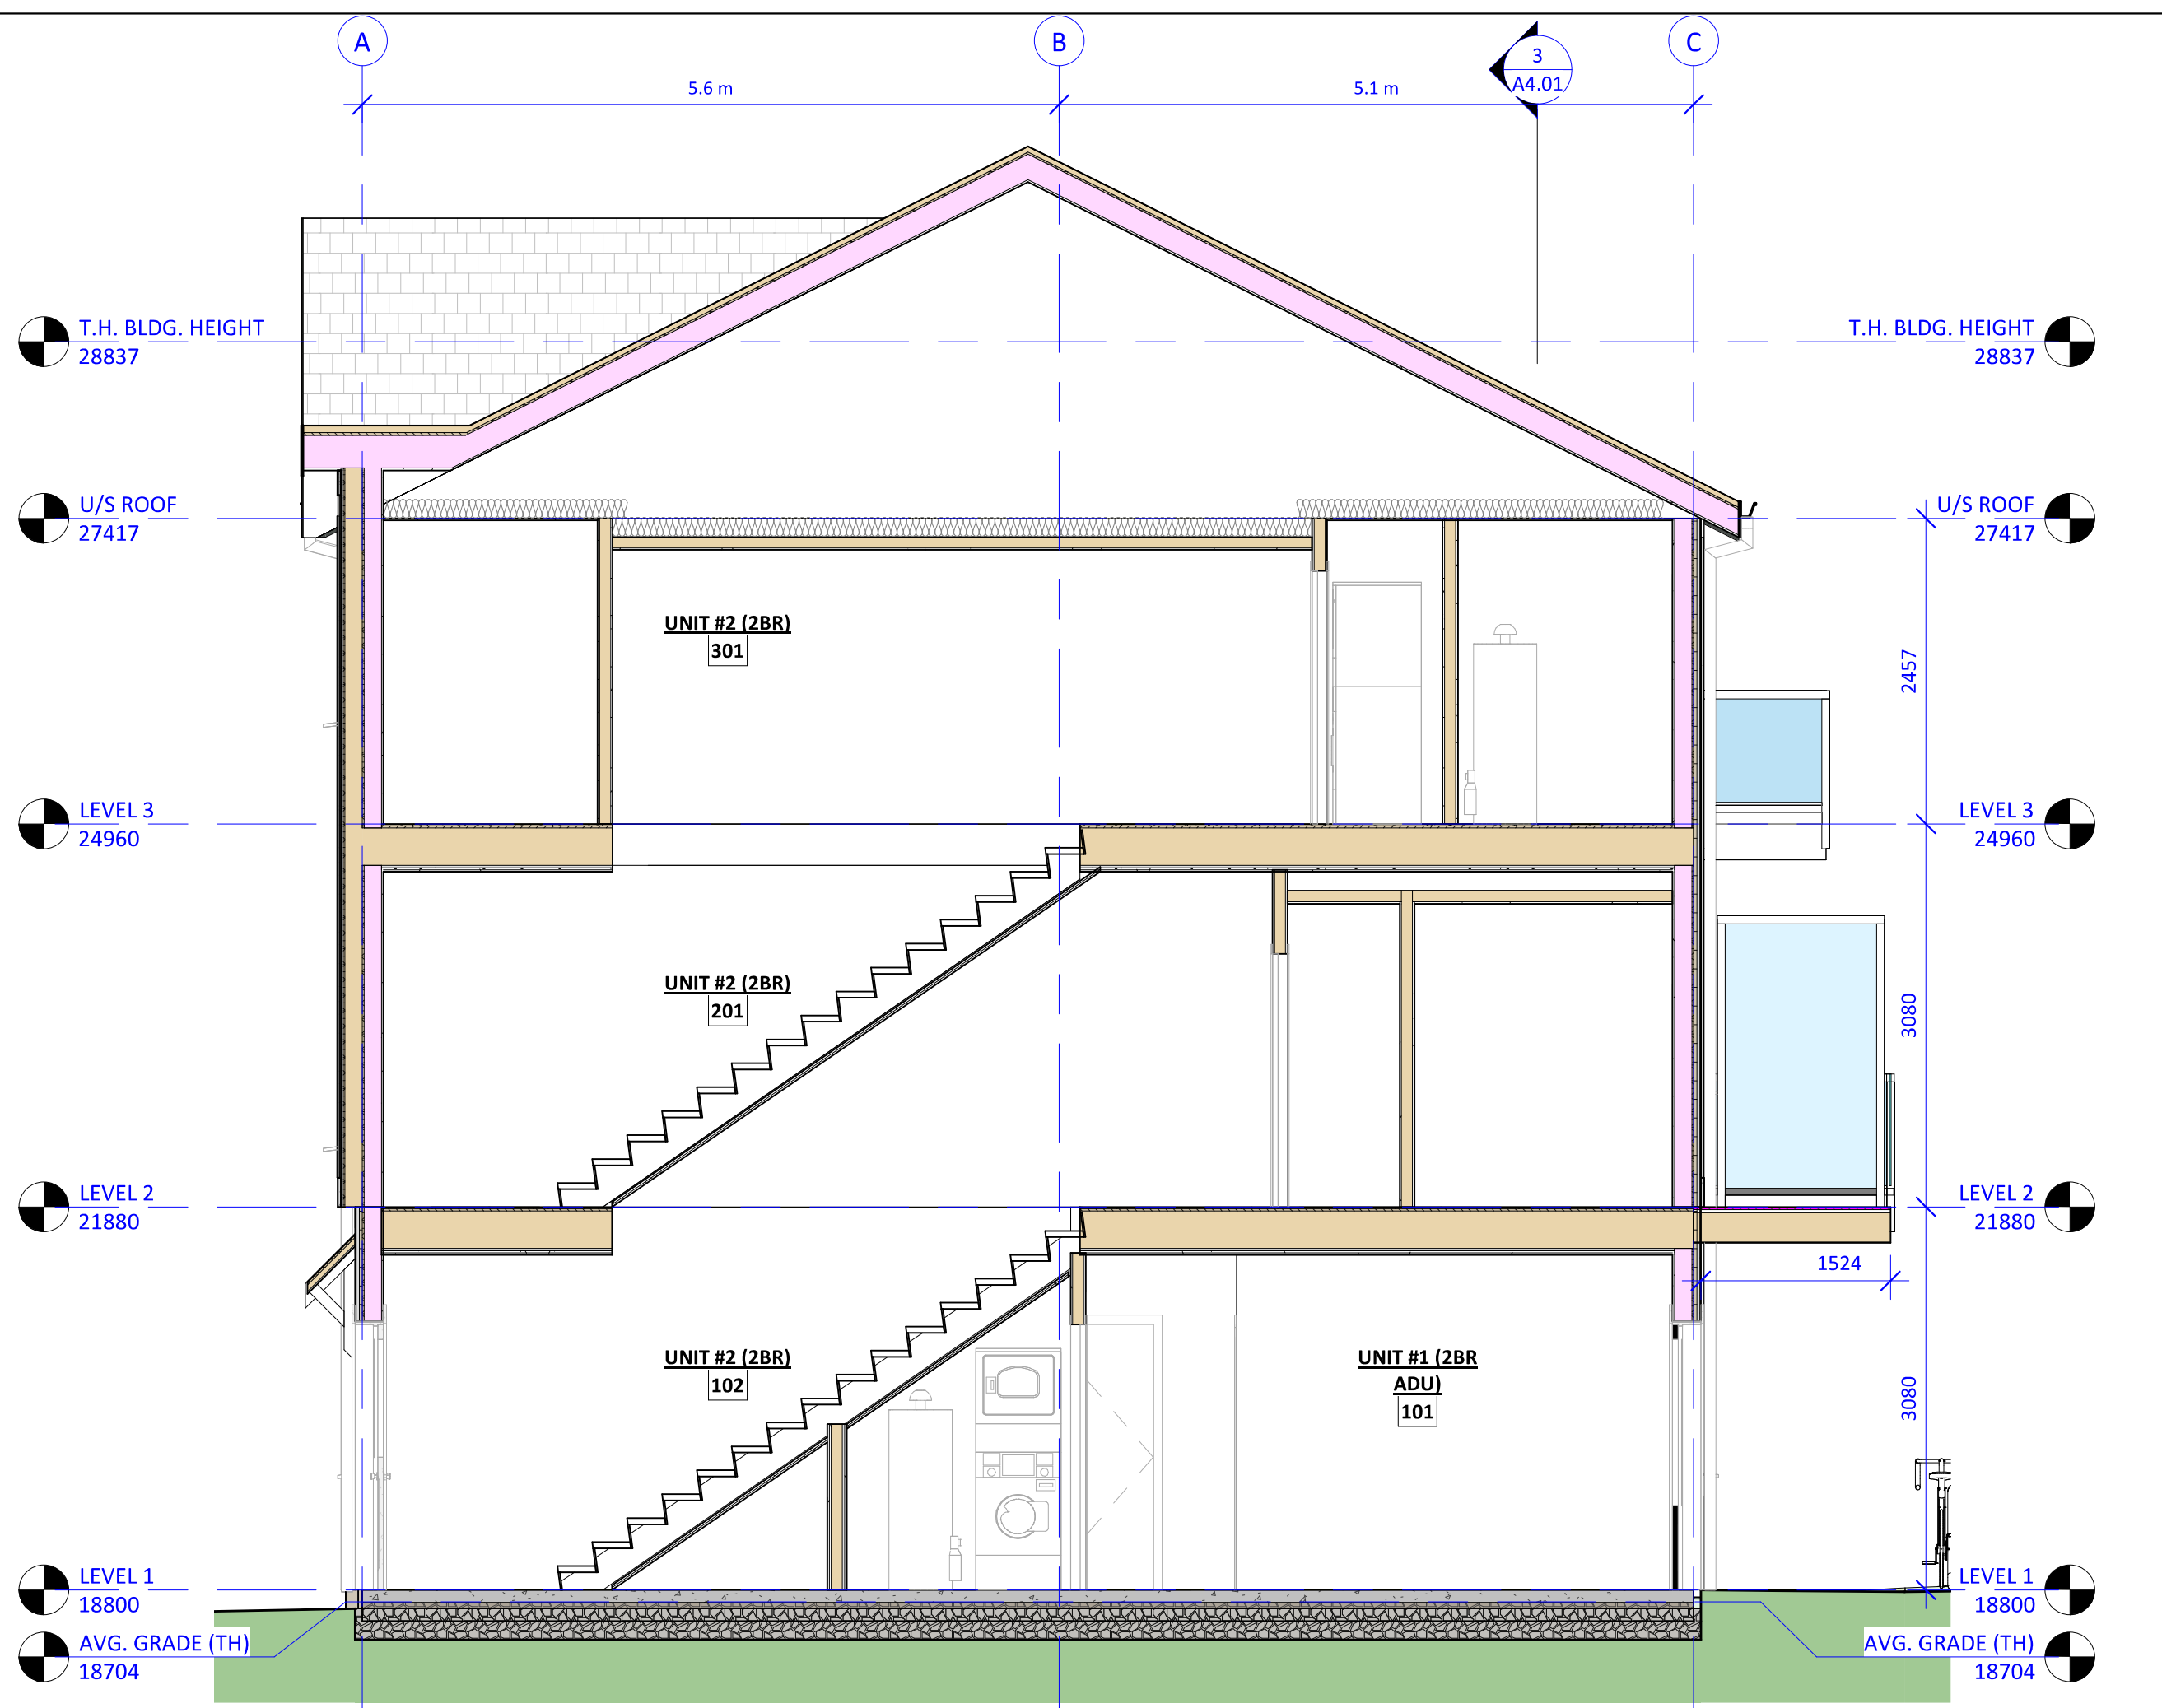 A
B
C
3
A4.01
5.6 m
5.1 m
T.H. BLDG. HEIGHT
28837
T.H. BLDG. HEIGHT
28837
U/S ROOF
27417
U/S ROOF
27417
UNIT #2 (2BR)
301
2457
LEVEL 3
24960
LEVEL 3
24960
UNIT #2 (2BR)
201
3080
LEVEL 2
21880
LEVEL 2
21880
1524
UNIT #2 (2BR)
102
UNIT #1 (2BR
ADU)
101
3080
LEVEL 1
18800
LEVEL 1
18800
AVG. GRADE (TH)
18704
AVG. GRADE (TH)
18704